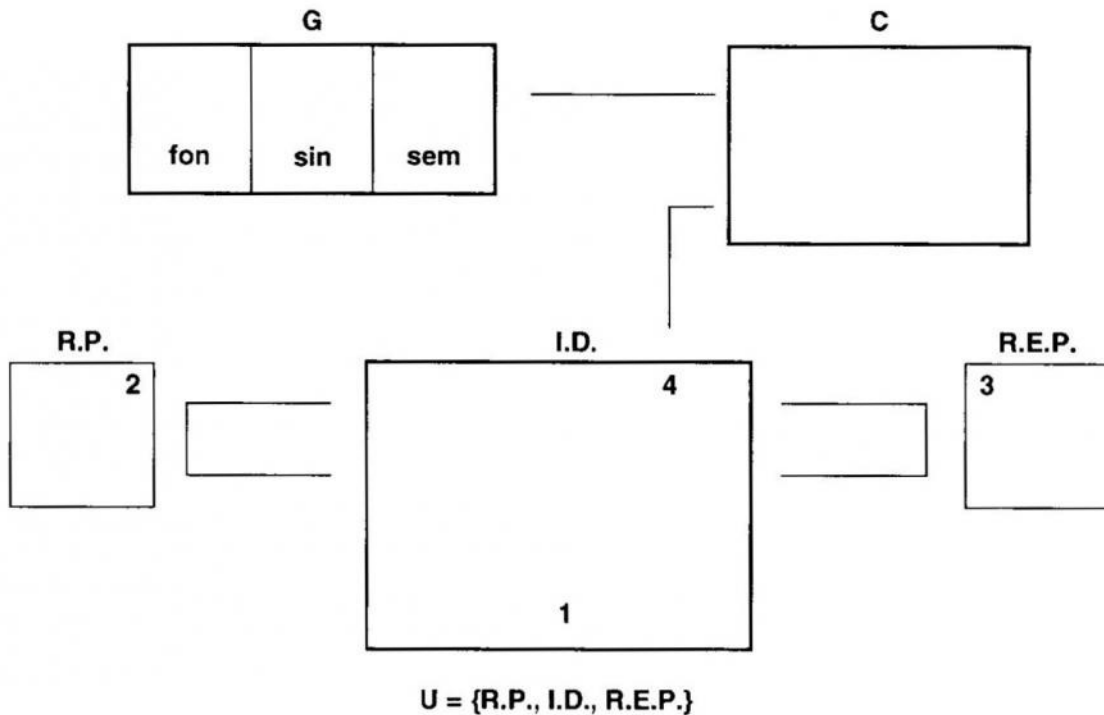 G
C
fon sin sem
R.P. I.D. R.E.P.
2 4 3
1
U = {R.P., I.D., R.E.P.}